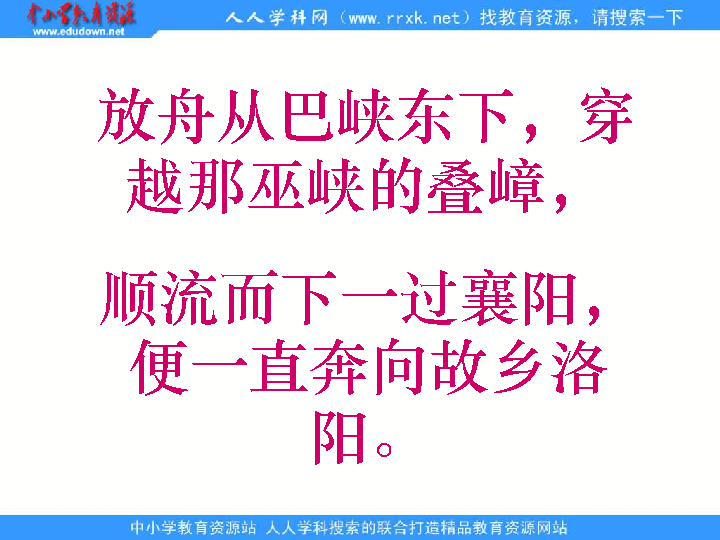 中小学教育资源
www.edudown.net
人人学科网（www.rrxk.net）找教育资源，请搜索一下
放舟从巴峡东下，穿
越那巫峡的叠嶂，
顺流而下一过襄阳，
便一直奔向故乡洛
阳。
中小学教育资源站 人人学科搜索的联合打造精品教育资源网站